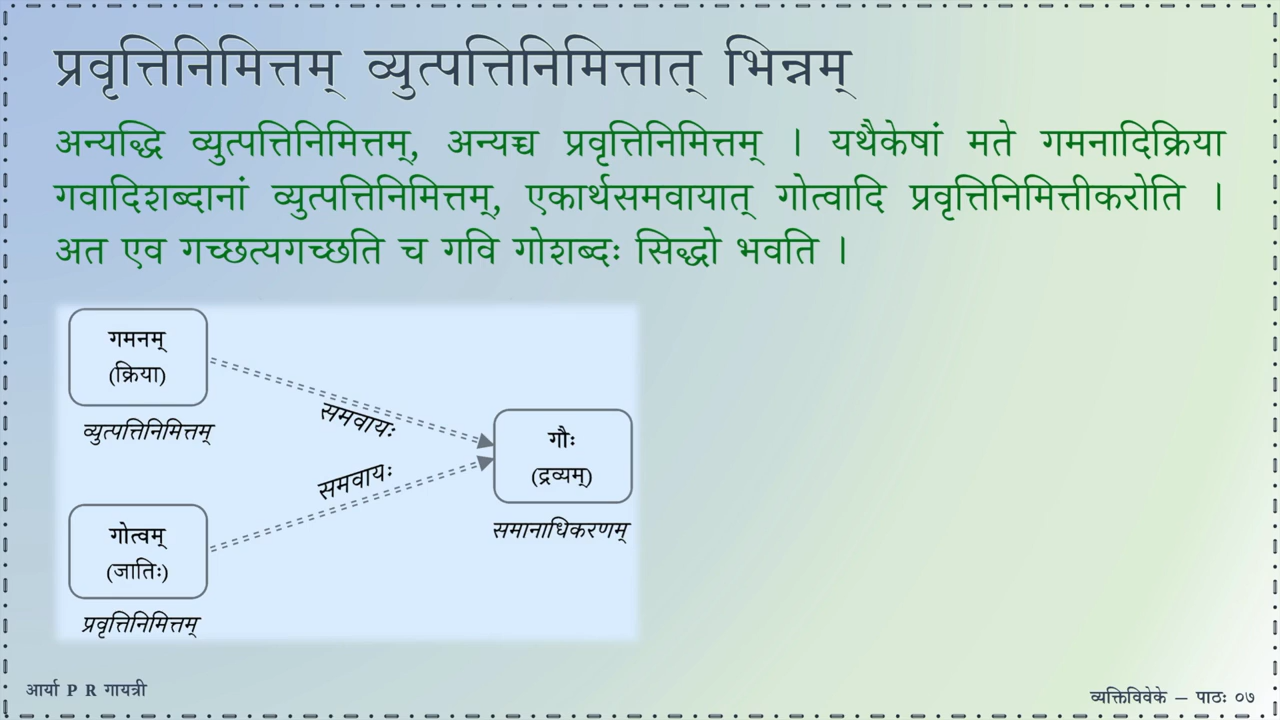 प्रवृत्तिनिमित्तम् व्युत्पत्तिनिमित्तात् भिन्नम्
अन्यद्धि व्युत्पत्तिनिमित्तम्, अन्यच्च प्रवृत्तिनिमित्तम् । यथैकेषां मते गमनादिक्रिया
गवादिशब्दानां व्युत्पत्तिनिमित्तम्, एकार्थसमवायात् गोत्वादि प्रवृत्तिनिमित्तीकरोति ।
अत एव गच्छत्यगच्छति च गवि गोशब्दः सिद्धो भवति ।
गमनम्
(क्रिया)
व्युत्पत्तिनिमित्तम्
समवायः
गौः
(द्रव्यम्)
समानाधिकरणम्
समवायः
गोत्वम्
(जातिः)
प्रवृत्तिनिमित्तम्
आर्या P R गायत्री
व्यक्तिविवेके – पाठः ०७